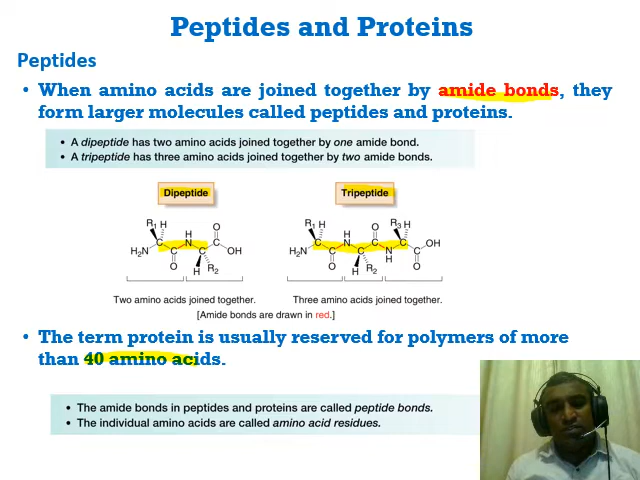 Peptides and Proteins
Peptides
• When amino acids are joined together by amide bonds, they
form larger molecules called peptides and proteins.
• A dipeptide has two amino acids joined together by one amide bond.
• A tripeptide has three amino acids joined together by two amide bonds.
Dipeptide
Tripeptide
R1 H H O
H2N C N C OH
C C
O H R2
R1 H H O R3 H
H2N C N C C OH
C C N C
O H R2 H O
Two amino acids joined together.
Three amino acids joined together.
[Amide bonds are drawn in red.]
• The term protein is usually reserved for polymers of more
than 40 amino acids.
• The amide bonds in peptides and proteins are called peptide bonds.
• The individual amino acids are called amino acid residues.